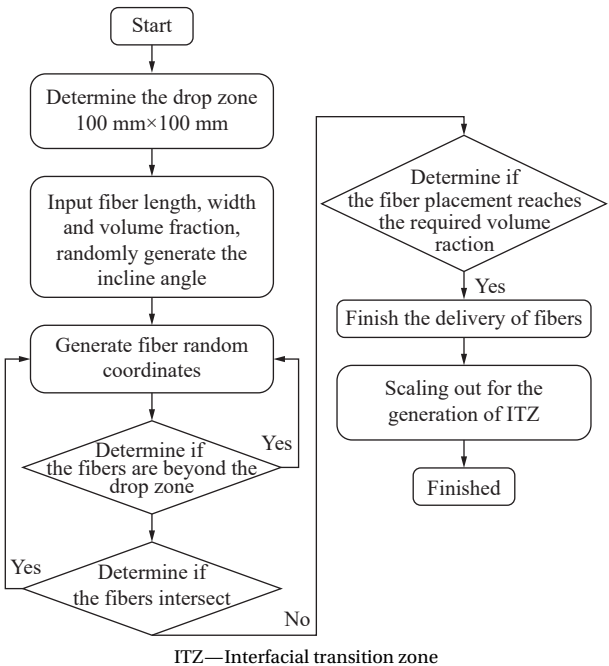 Start
Determine the drop zone
100 mm×100 mm
Input fiber length, width
and volume fraction,
randomly generate the
incline angle
Generate fiber random
coordinates
Determine if
the fibers are beyond the
drop zone
Yes
Determine if
the fibers intersect
Yes
No
Determine if
the fiber placement reaches
the required volume
raction
Yes
Finish the delivery of fibers
Scaling out for the
generation of ITZ
Finished
ITZ—Interfacial transition zone